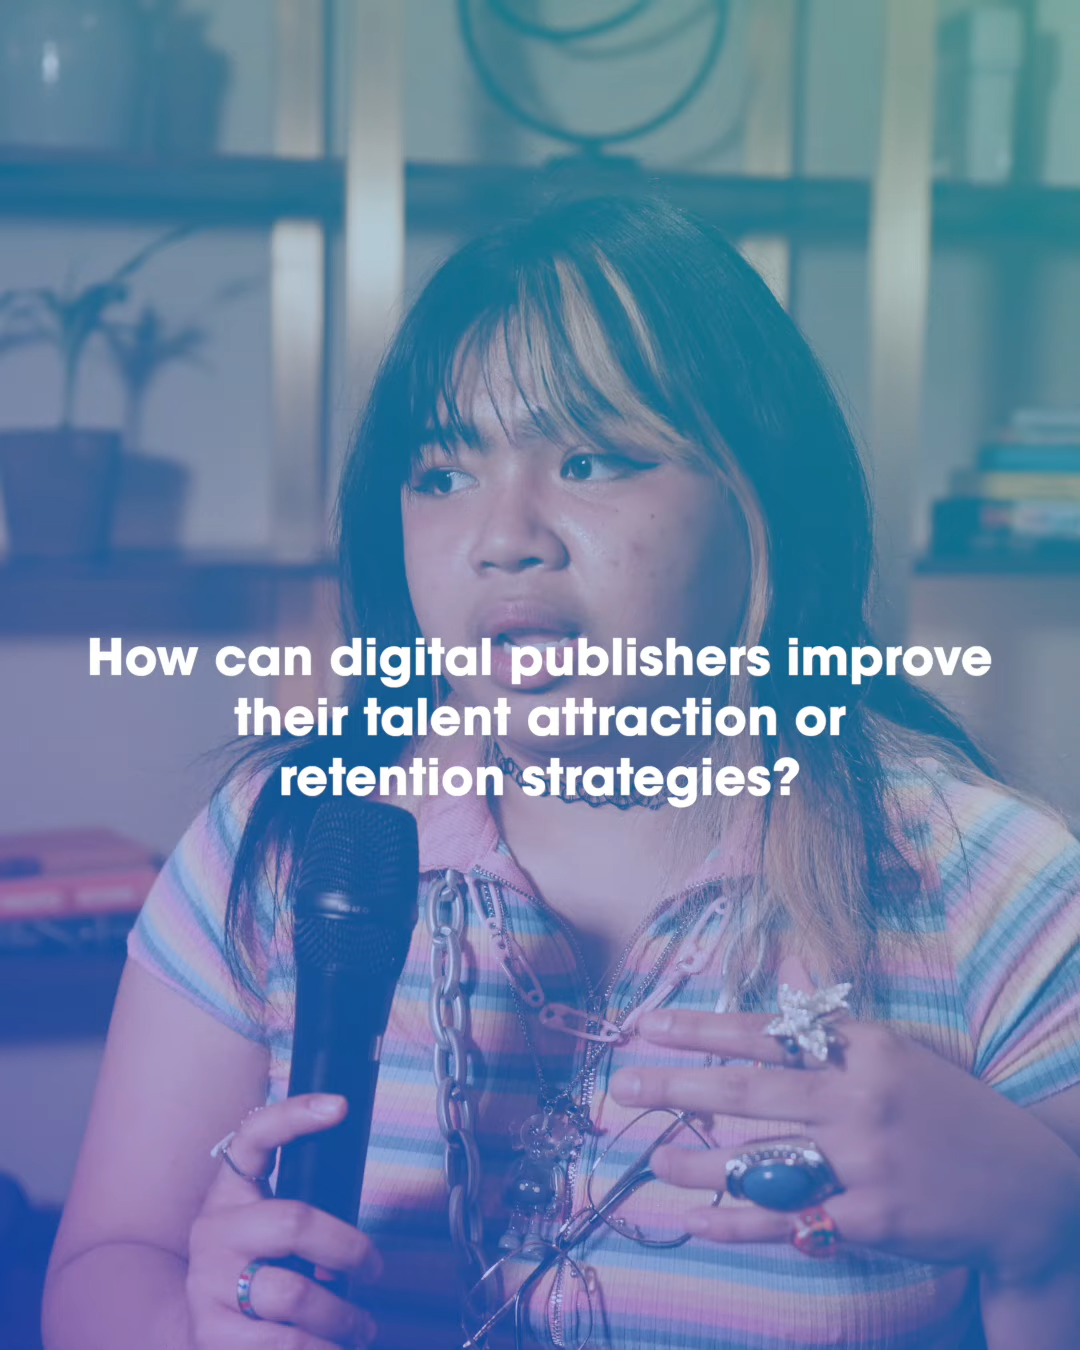 How can digital publishers improve
their talent attraction or
retention strategies?